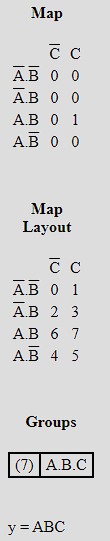 Map
C̅ C
A̅.B̅ 0 0
A̅.B 0 0
A.B 0 1
A.B̅ 0 0
Map
Layout
C̅ C
A̅.B̅ 0 1
A̅.B 2 3
A.B 6 7
A.B̅ 4 5
Groups
(7) A.B.C
y = ABC